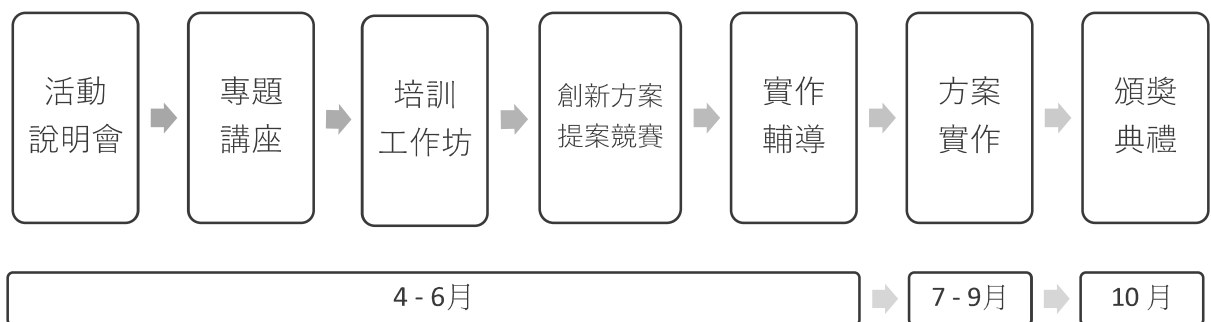 活動
說明會
專題
講座
培訓
工作坊
創新方案
提案競賽
實作
輔導
方案
實作
頒獎
典禮
4 - 6月
7 - 9月
10 月